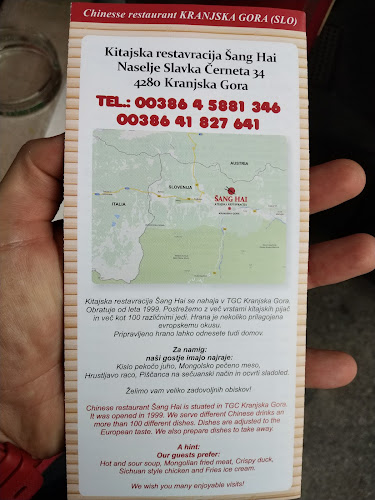 Chinesse restaurant KRANJSKA GORA (SLO)
Kitajska restavracija Šang Hai
Naselje Slavka Černeta 34
4280 Kranjska Gora
TEL.: 00386 4 5881 346
00386 41 827 641
AUSTRIA
SLOVENIJA
ITALIA
ŠANG HAI
KITAJSKA RESTAVRACIJA
KRANJSKA GORA
Kitajska restavracija Šang Hai se nahaja v TGC Kranjska Gora.
Obratuje od leta 1999. Postrežemo z več vrstami kitajskih pijač
in več kot 100 različnimi jedi. Hrana je nekoliko prilagojena
evropskemu okusu.
Pripravljeno hrano lahko odnesete tudi domov.
Za namig:
naši gostje imajo najraje:
Kislo pekočo juho, Mongolsko pečeno meso,
Hrustljavo raco, Piščanca na sečuanski način in ocvrti sladoled.
Želimo vam veliko zadovoljnih obiskov!
Chinese restaurant Šang Hai is stuated in TGC Kranjska Gora.
It was opened in 1999. We serve different Chinese drinks an
more than 100 different dishes. Dishes are adjusted to the
European taste. We also prepare dishes to take away.
A hint:
Our guests prefer:
Hot and sour soup, Mongolian fried meat, Crispy duck,
Sichuan style chicken and Fries ice cream.
We wish you many enjoyable visits!